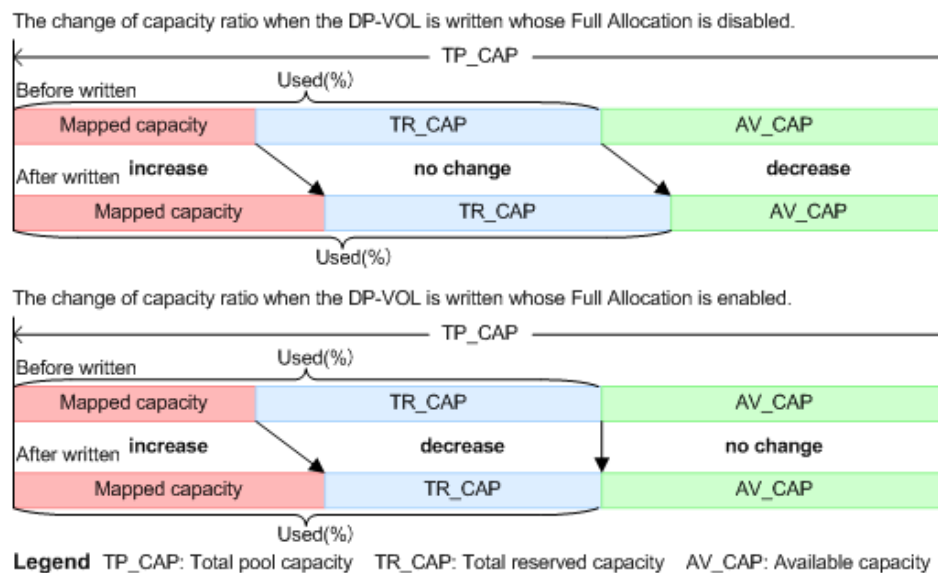 The change of capacity ratio when the DP-VOL is written whose Full Allocation is disabled.
TP_CAP
Used(%)
Before written
Mapped capacity TR_CAP AV_CAP
increase no change decrease
After written
Mapped capacity TR_CAP AV_CAP
Used(%)
The change of capacity ratio when the DP-VOL is written whose Full Allocation is enabled.
TP_CAP
Used(%)
Before written
Mapped capacity TR_CAP AV_CAP
increase decrease no change
After written
Mapped capacity TR_CAP AV_CAP
Used(%)
Legend TP_CAP: Total pool capacity TR_CAP: Total reserved capacity AV_CAP: Available capacity